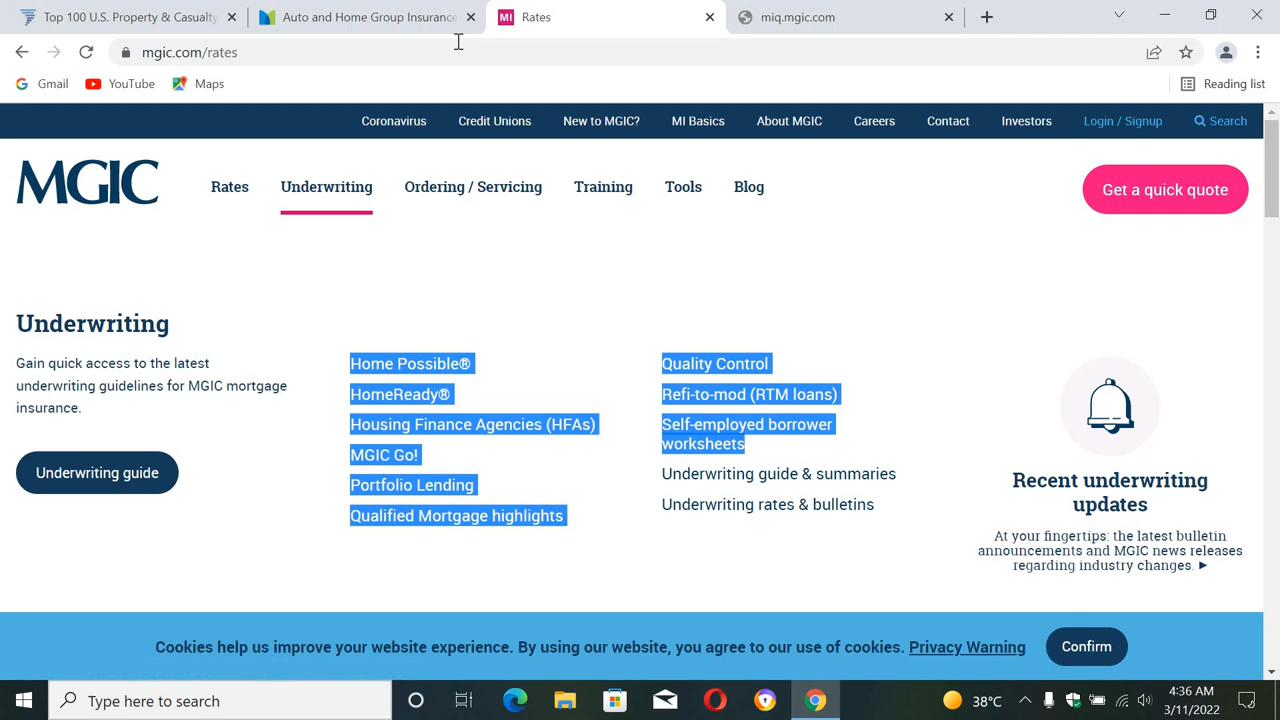 Top 100 U.S. Property & Casualty
Auto and Home Group Insurance
MI Rates
miq.mgic.com
mgic.com/rates
Gmail
YouTube
Maps
Reading list
Coronavirus
Credit Unions
New to MGIC?
MI Basics
About MGIC
Careers
Contact
Investors
Login / Signup
Search
MGIC
Rates
Underwriting
Ordering / Servicing
Training
Tools
Blog
Get a quick quote
Underwriting
Gain quick access to the latest
underwriting guidelines for MGIC mortgage
insurance.
Underwriting guide
Home Possible®
HomeReady®
Housing Finance Agencies (HFAs)
MGIC Go!
Portfolio Lending
Qualified Mortgage highlights
Quality Control
Refi-to-mod (RTM loans)
Self-employed borrower
worksheets
Underwriting guide & summaries
Underwriting rates & bulletins
Recent underwriting
updates
At your fingertips: the latest bulletin
announcements and MGIC news releases
regarding industry changes. ▶
Cookies help us improve your website experience. By using our website, you agree to our use of cookies. Privacy Warning
Confirm
Type here to search
38°C
4:36 AM
3/11/2022